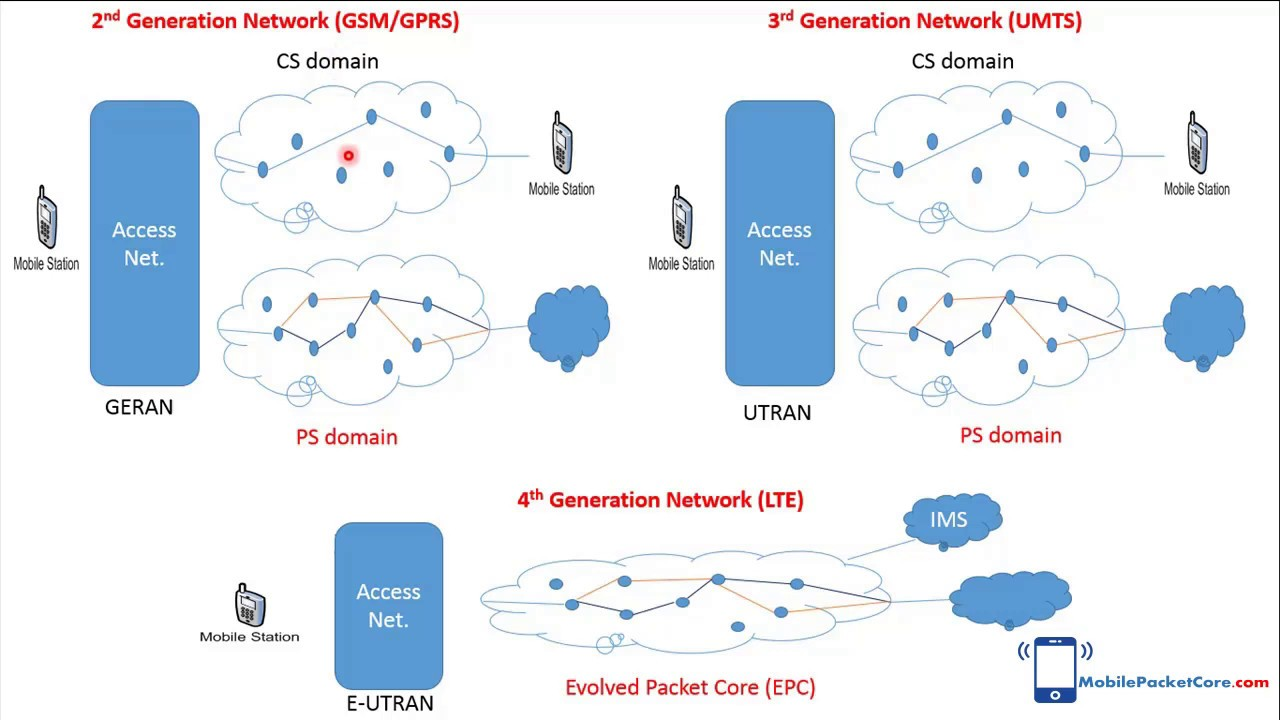 2nd Generation Network (GSM/GPRS)
CS domain
Mobile Station
Access
Net.
Mobile Station
GERAN
PS domain
3rd Generation Network (UMTS)
CS domain
Mobile Station
Access
Net.
Mobile Station
UTRAN
PS domain
4th Generation Network (LTE)
IMS
Access
Net.
Mobile Station
E-UTRAN
Evolved Packet Core (EPC)
MobilePacketCore.com